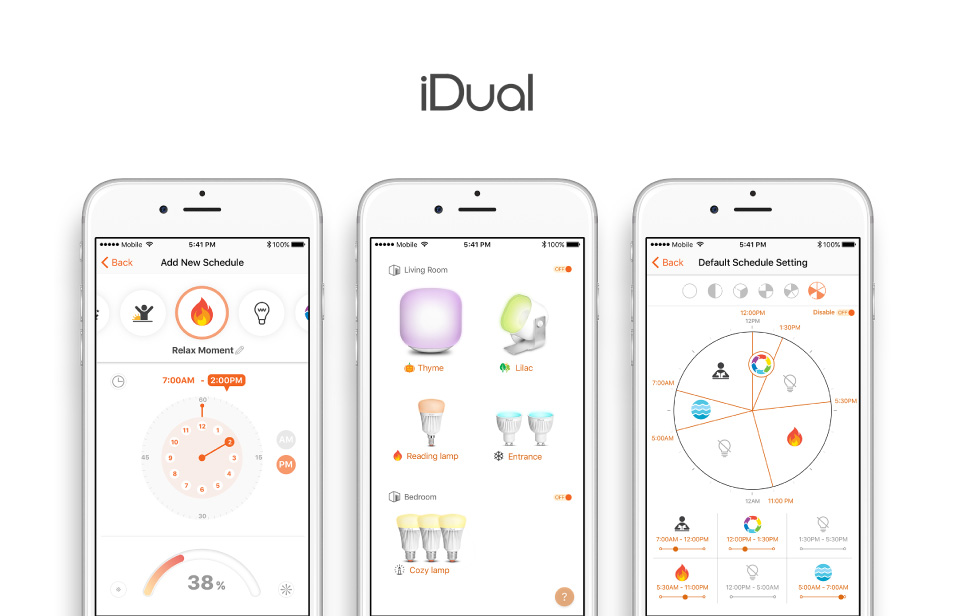 iDual
Mobile 5:41 PM 100%
Back Add New Schedule
Relax Moment
7:00AM - 2:00PM
60
12
11 1
10 2
45 9 3 15
8 4
7 5
6
30
AM
PM
38%
Mobile 5:41 PM 100%
Living Room OFF
Thyme Lilac
Reading lamp Entrance
Bedroom OFF
Cozy lamp
?
Mobile 5:41 PM 100%
Back Default Schedule Setting
Disable OFF
12:00PM
12PM
1:30PM
7:00AM
5:30PM
5:00AM
12AM 11:00 PM
7:00AM - 12:00PM 12:00PM - 1:30PM 1:30PM - 5:30PM
5:30AM - 11:00PM 12:00PM - 5:00AM 5:00AM - 7:00AM